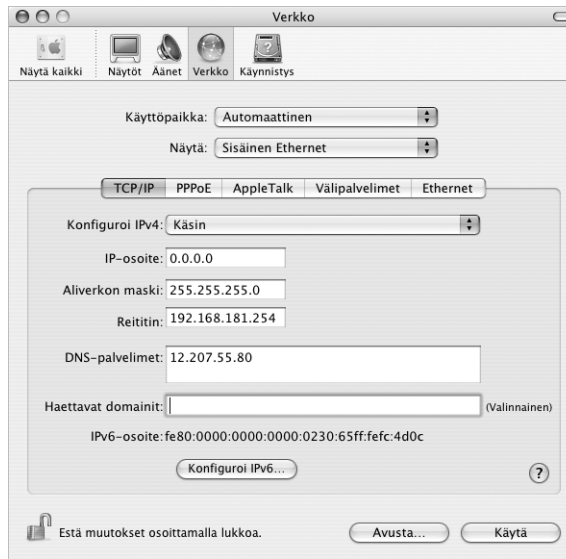 Verkko
Näytä kaikki Näytöt Äänet Verkko Käynnistys
Käyttöpaikka: Automaattinen
Näytä: Sisäinen Ethernet
TCP/IP PPPoE AppleTalk Välipalvelimet Ethernet
Konfiguroi IPv4: Käsin
IP-osoite: 0.0.0.0
Aliverkon maski: 255.255.255.0
Reititin: 192.168.181.254
DNS-palvelimet: 12.207.55.80
Haettavat domainit: (Valinnainen)
IPv6-osoite: fe80:0000:0000:0000:0230:65ff:fefc:4d0c
Konfiguroi IPv6... ?
Estä muutokset osoittamalla lukkoa. Avusta... Käytä